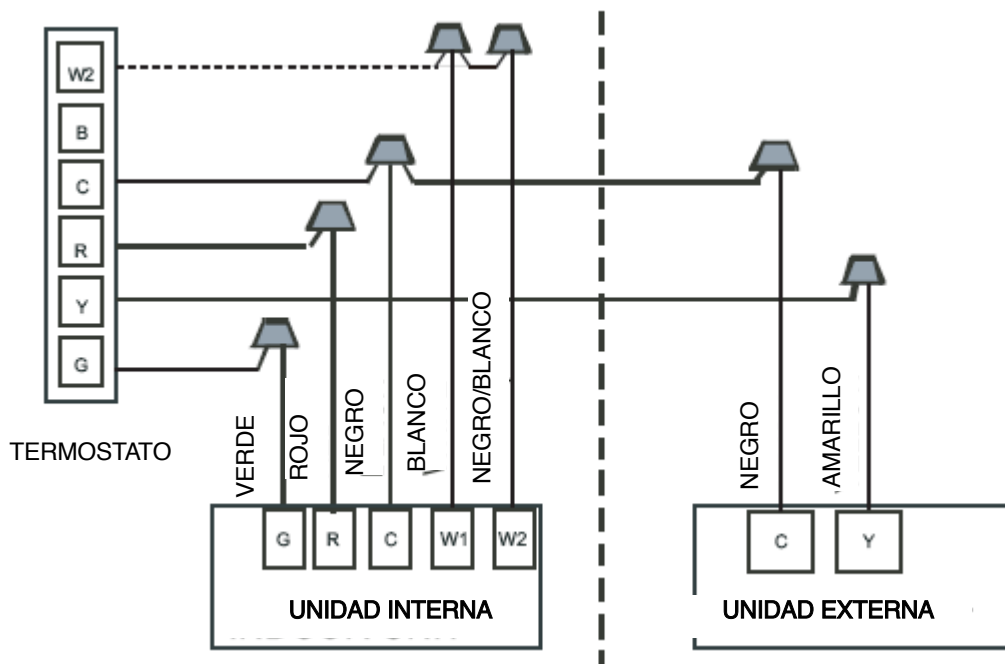 W2
B
C
R
Y
G
TERMOSTATO
VERDE
ROJO
NEGRO
BLANCO
NEGRO/BLANCO
NEGRO
AMARILLO
G
R
C
W1
W2
UNIDAD INTERNA
C
Y
UNIDAD EXTERNA